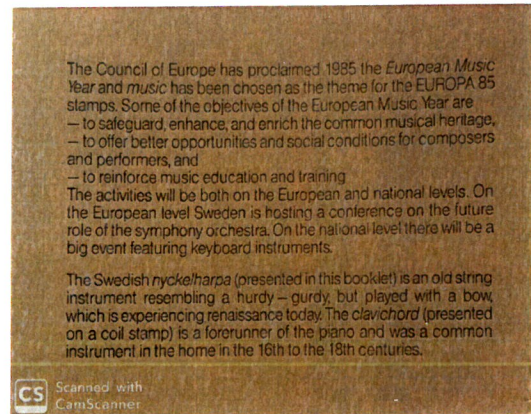 The Council of Europe has proclaimed 1985 the European Music
Year and music has been chosen as the theme for the EUROPA 85
stamps. Some of the objectives of the European Music Year are
— to safeguard, enhance, and enrich the common musical heritage,
— to offer better opportunities and social conditions for composers
and performers, and
— to reinforce music education and training
The activities will be both on the European and national levels. On
the European level Sweden is hosting a conference on the future
role of the symphony orchestra. On the national level there will be a
big event featuring keyboard instruments.
The Swedish nyckelharpa (presented in this booklet) is an old string
instrument resembling a hurdy – gurdy, but played with a bow,
which is experiencing renaissance today. The clavichord (presented
on a coil stamp) is a forerunner of the piano and was a common
instrument in the home in the 16th to the 18th centuries.
CS Scanned with
CamScanner